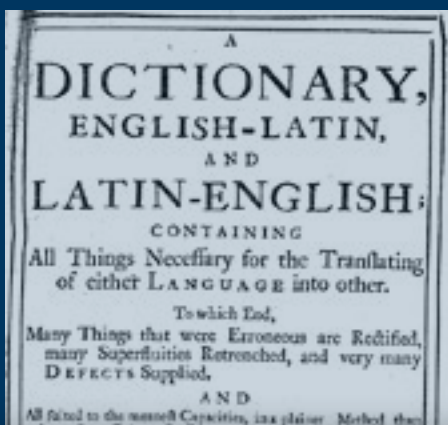 A
DICTIONARY,
ENGLISH-LATIN,
AND
LATIN-ENGLISH;
CONTAINING
All Things Neceſſary for the Tranſlating
of either LANGUAGE into other.
To which End,
Many Things that were Erroneous are Rectified,
many Superfluities Retrenched, and very many
DEFECTS Supplied.
AND
All ſuited to the meaneſt Capacities, in a plainer Method than